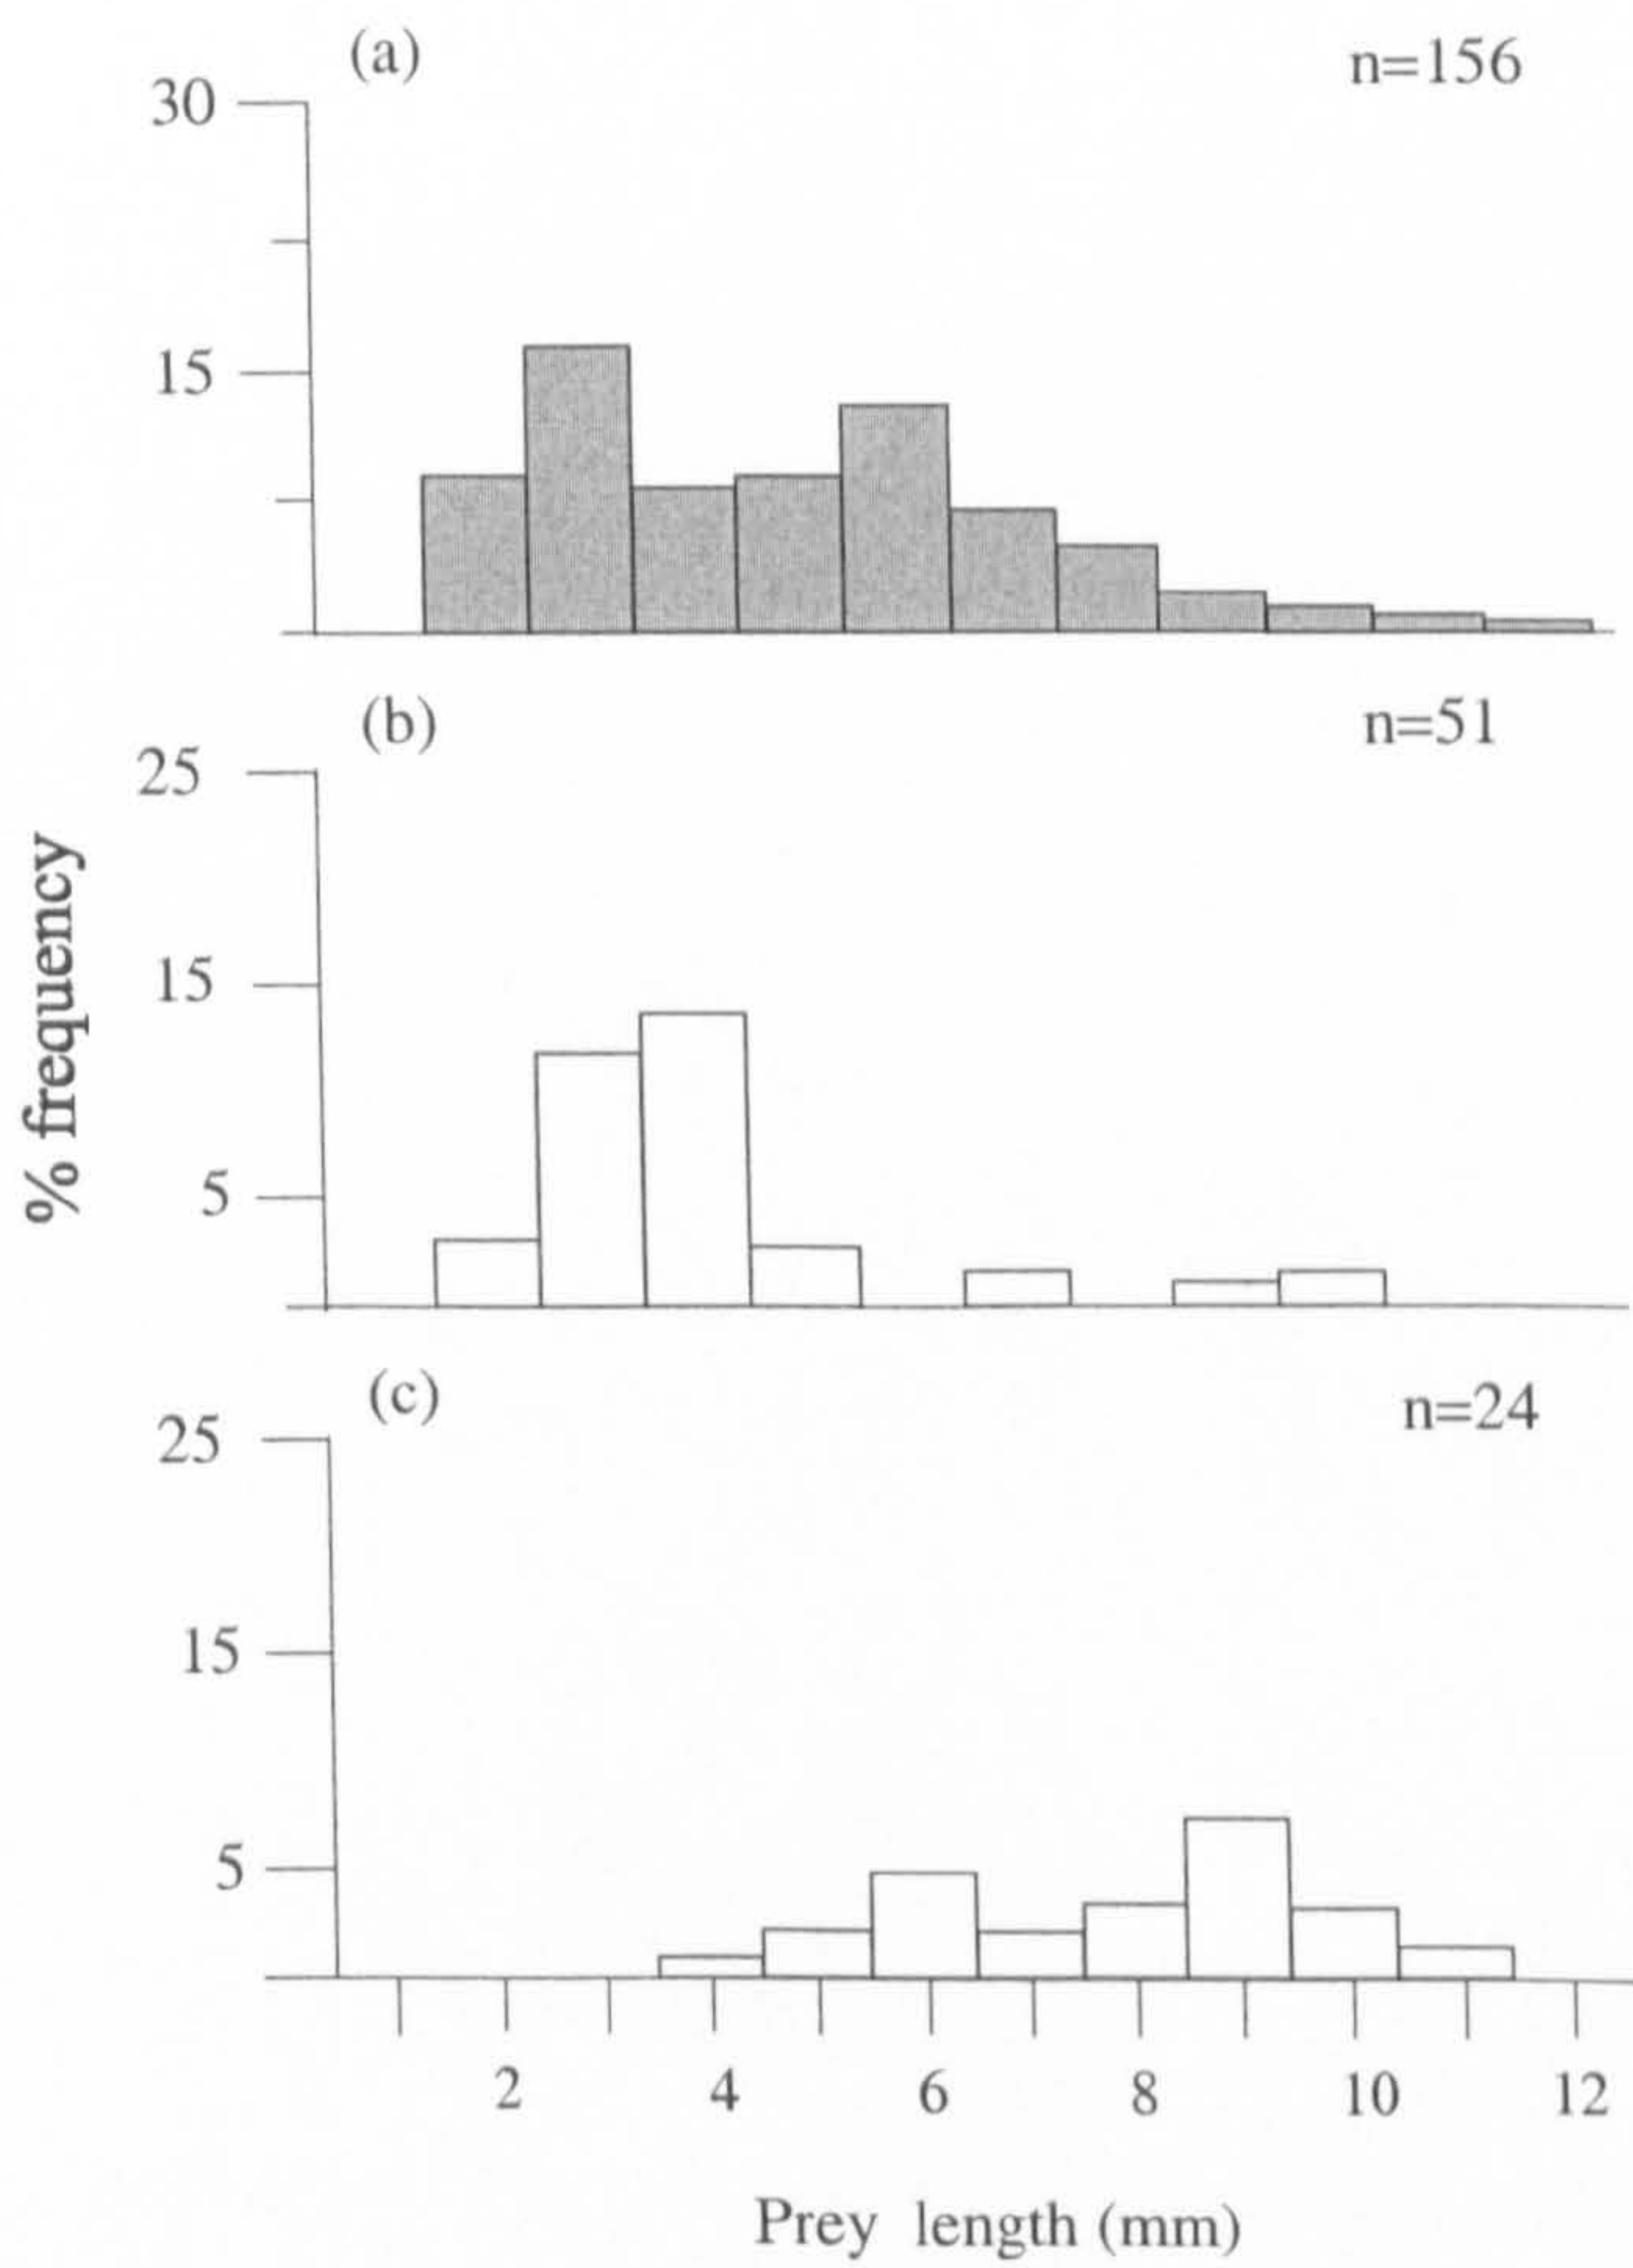 (a)
n=156
30
15
(b)
n=51
25
15
5
% frequency
(c)
n=24
25
15
5
2 4 6 8 10 12
Prey length (mm)